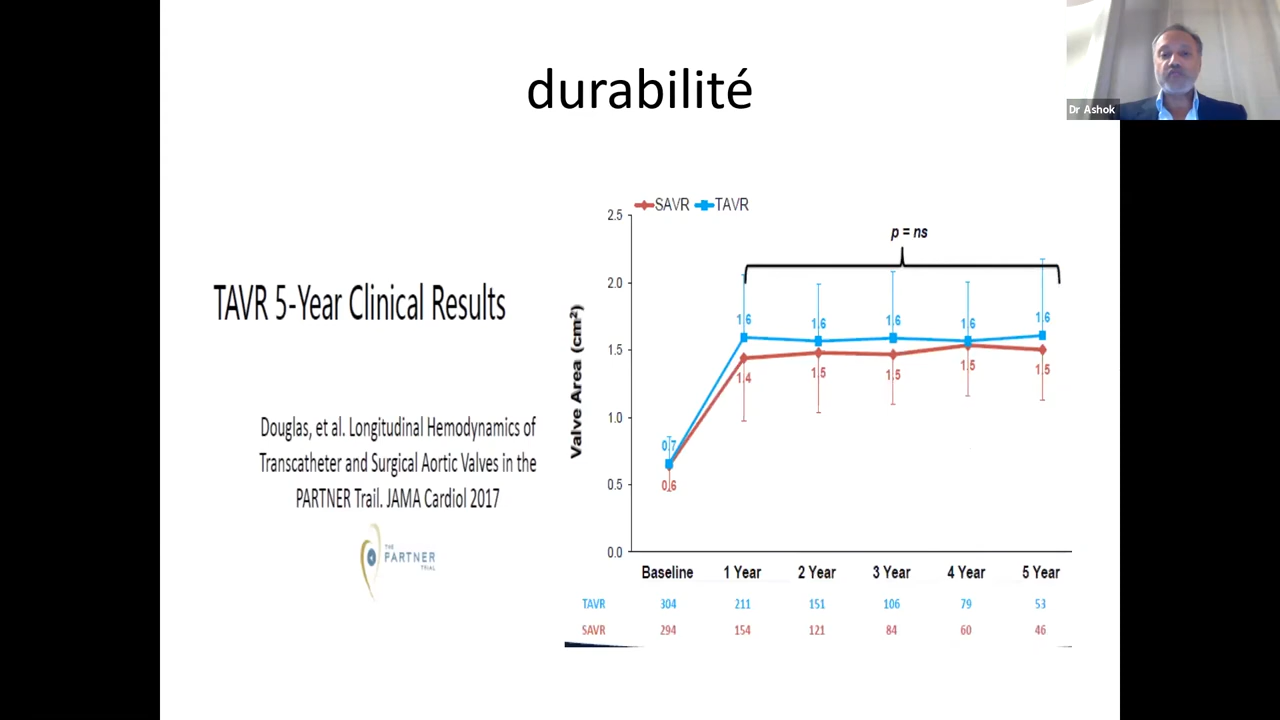 durabilité
Dr Ashok
TAVR 5-Year Clinical Results
Douglas, et al. Longitudinal Hemodynamics of
Transcatheter and Surgical Aortic Valves in the
PARTNER Trail. JAMA Cardiol 2017
THE
PARTNER
TRIAL
SAVR TAVR
p = ns
Valve Area (cm²)
2.5
2.0
1.5
1.0
0.5
0.0
1.6 1.6 1.6 1.6 1.6
1.4 1.5 1.5 1.5 1.5
0.7
0.6
Baseline 1 Year 2 Year 3 Year 4 Year 5 Year
TAVR 304 211 151 106 79 53
SAVR 294 154 121 84 60 46